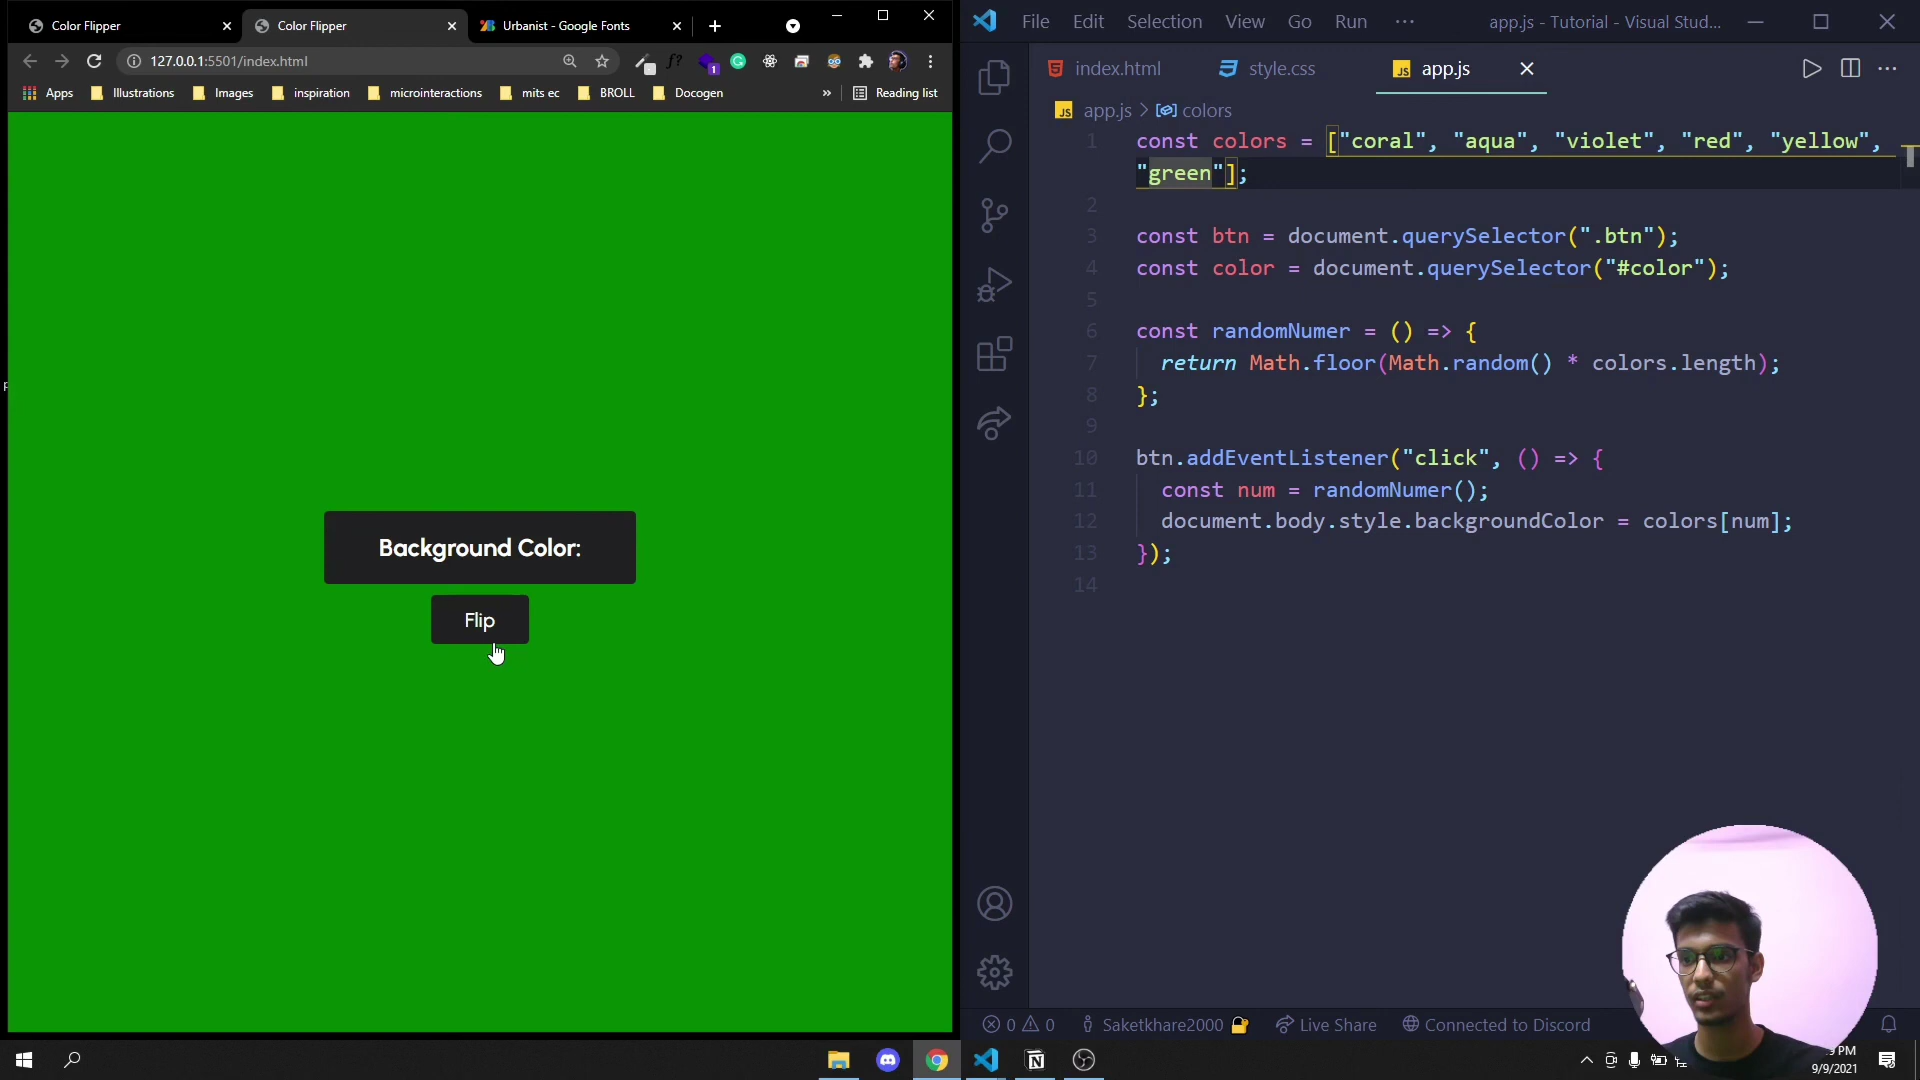 Color Flipper
Color Flipper
Urbanist - Google Fonts
127.0.0.1:5501/index.html
f?
1
Apps
Illustrations
Images
inspiration
microinteractions
mits ec
BROLL
Docogen
»
Reading list
Background Color:
Flip
File Edit Selection View Go Run ···
app.js - Tutorial - Visual Stud...
index.html
style.css
JS app.js
JS app.js > colors
1 const colors = ["coral", "aqua", "violet", "red", "yellow",
"green"];
2
3 const btn = document.querySelector(".btn");
4 const color = document.querySelector("#color");
5
6 const randomNumer = () => {
7 return Math.floor(Math.random() * colors.length);
8 };
9
10 btn.addEventListener("click", () => {
11 const num = randomNumer();
12 document.body.style.backgroundColor = colors[num];
13 });
14
0 0 Saketkhare2000 Live Share Connected to Discord
PM
9/9/2021